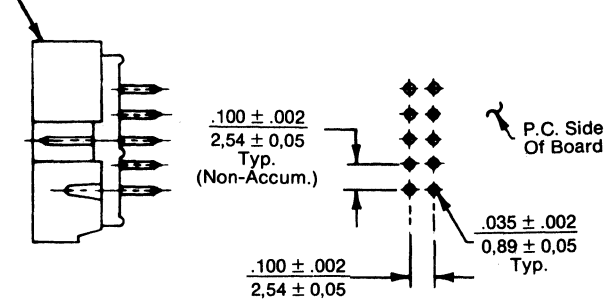 .100 ± .002
2,54 ± 0,05
Typ.
(Non-Accum.)
P.C. Side
Of Board
.035 ± .002
0,89 ± 0,05
Typ.
.100 ± .002
2,54 ± 0,05